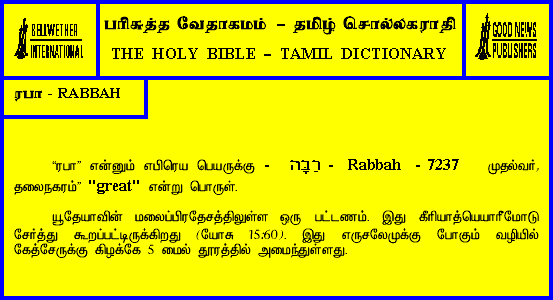 BELLWETHER
INTERNATIONAL
பரிசுத்த வேதாகமம் – தமிழ் சொல்லகராதி
THE HOLY BIBLE – TAMIL DICTIONARY
GOOD NEWS
PUBLISHERS
ரபா - RABBAH
“ரபா” என்னும் எபிரெய பெயருக்கு - רַבָּה - Rabbah - 7237 முதல்வர்,
தலைநகரம்” "great" என்று பொருள்.
யூதேயாவின் மலைப்பிரதேசத்திலுள்ள ஒரு பட்டணம். இது கீரியாத்யெயாரீமோடு
சேர்த்து கூறப்பட்டிருக்கிறது (யோசு 15:60). இது எருசலேமுக்கு போகும் வழியில்
கேத்சேருக்கு கிழக்கே 5 மைல் தூரத்தில் அமைந்துள்ளது.